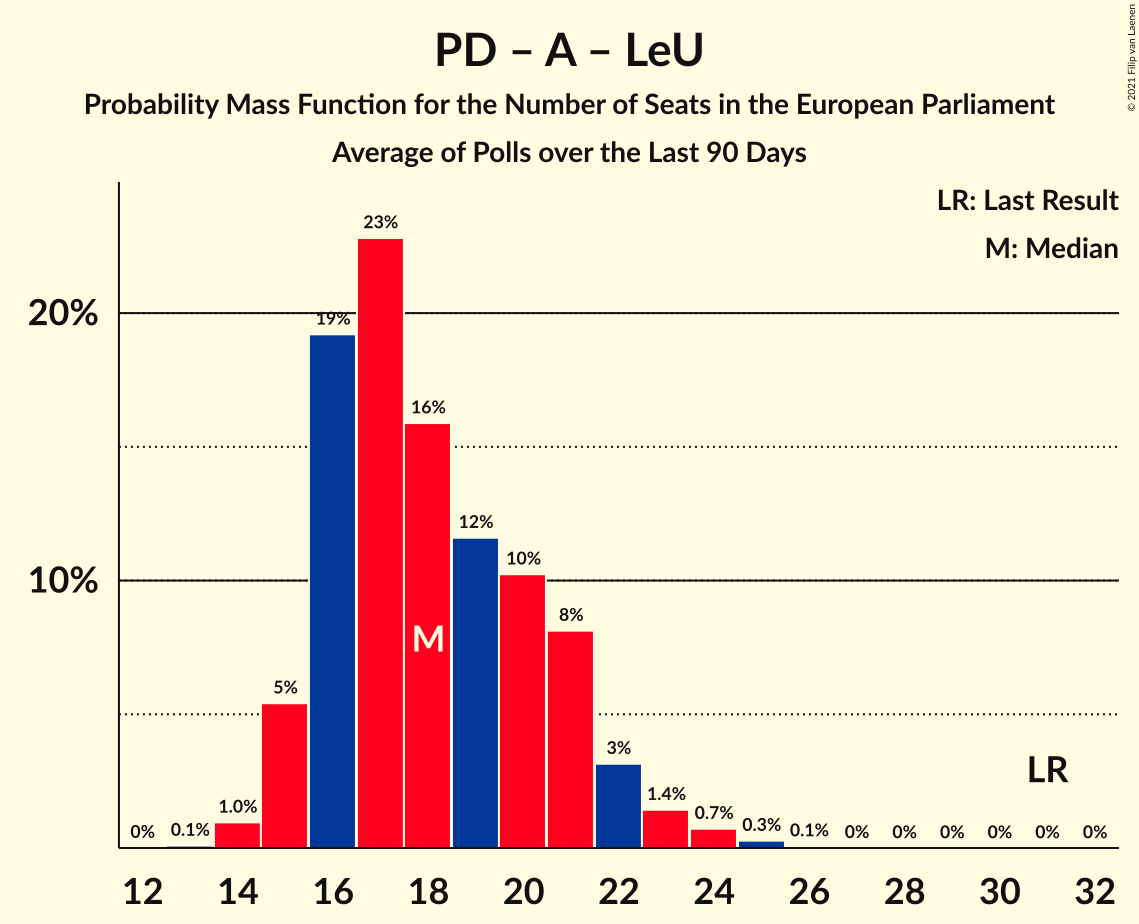 PD – A – LeU
Probability Mass Function for the Number of Seats in the European Parliament
Average of Polls over the Last 90 Days
© 2021 Filip van Laenen
LR: Last Result
M: Median
20%
10%
0% 0.1% 1.0% 5% 19% 23% 16% 12% 10% 8% 3% 1.4% 0.7% 0.3% 0.1% 0% 0% 0% 0% 0% 0%
M
LR
12 14 16 18 20 22 24 26 28 30 32